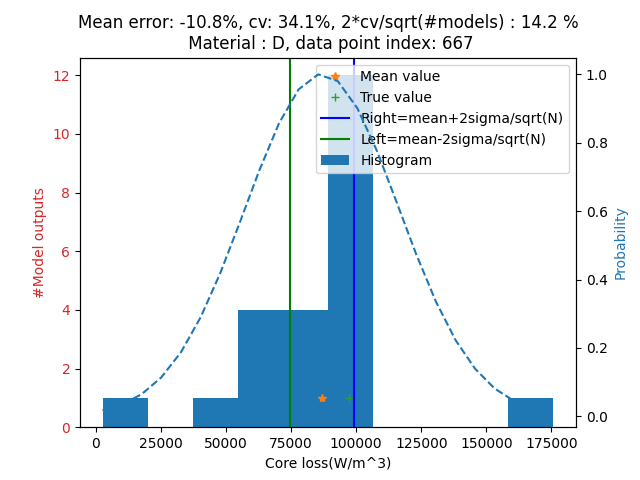 Mean error: -10.8%, cv: 34.1%, 2*cv/sqrt(#models) : 14.2 %
Material : D, data point index: 667
Mean value
True value
Right=mean+2sigma/sqrt(N)
Left=mean-2sigma/sqrt(N)
Histogram
#Model outputs
12
10
8
6
4
2
0
1.0
0.8
0.6
0.4
0.2
0.0
Probability
0 25000 50000 75000 100000 125000 150000 175000
Core loss(W/m^3)